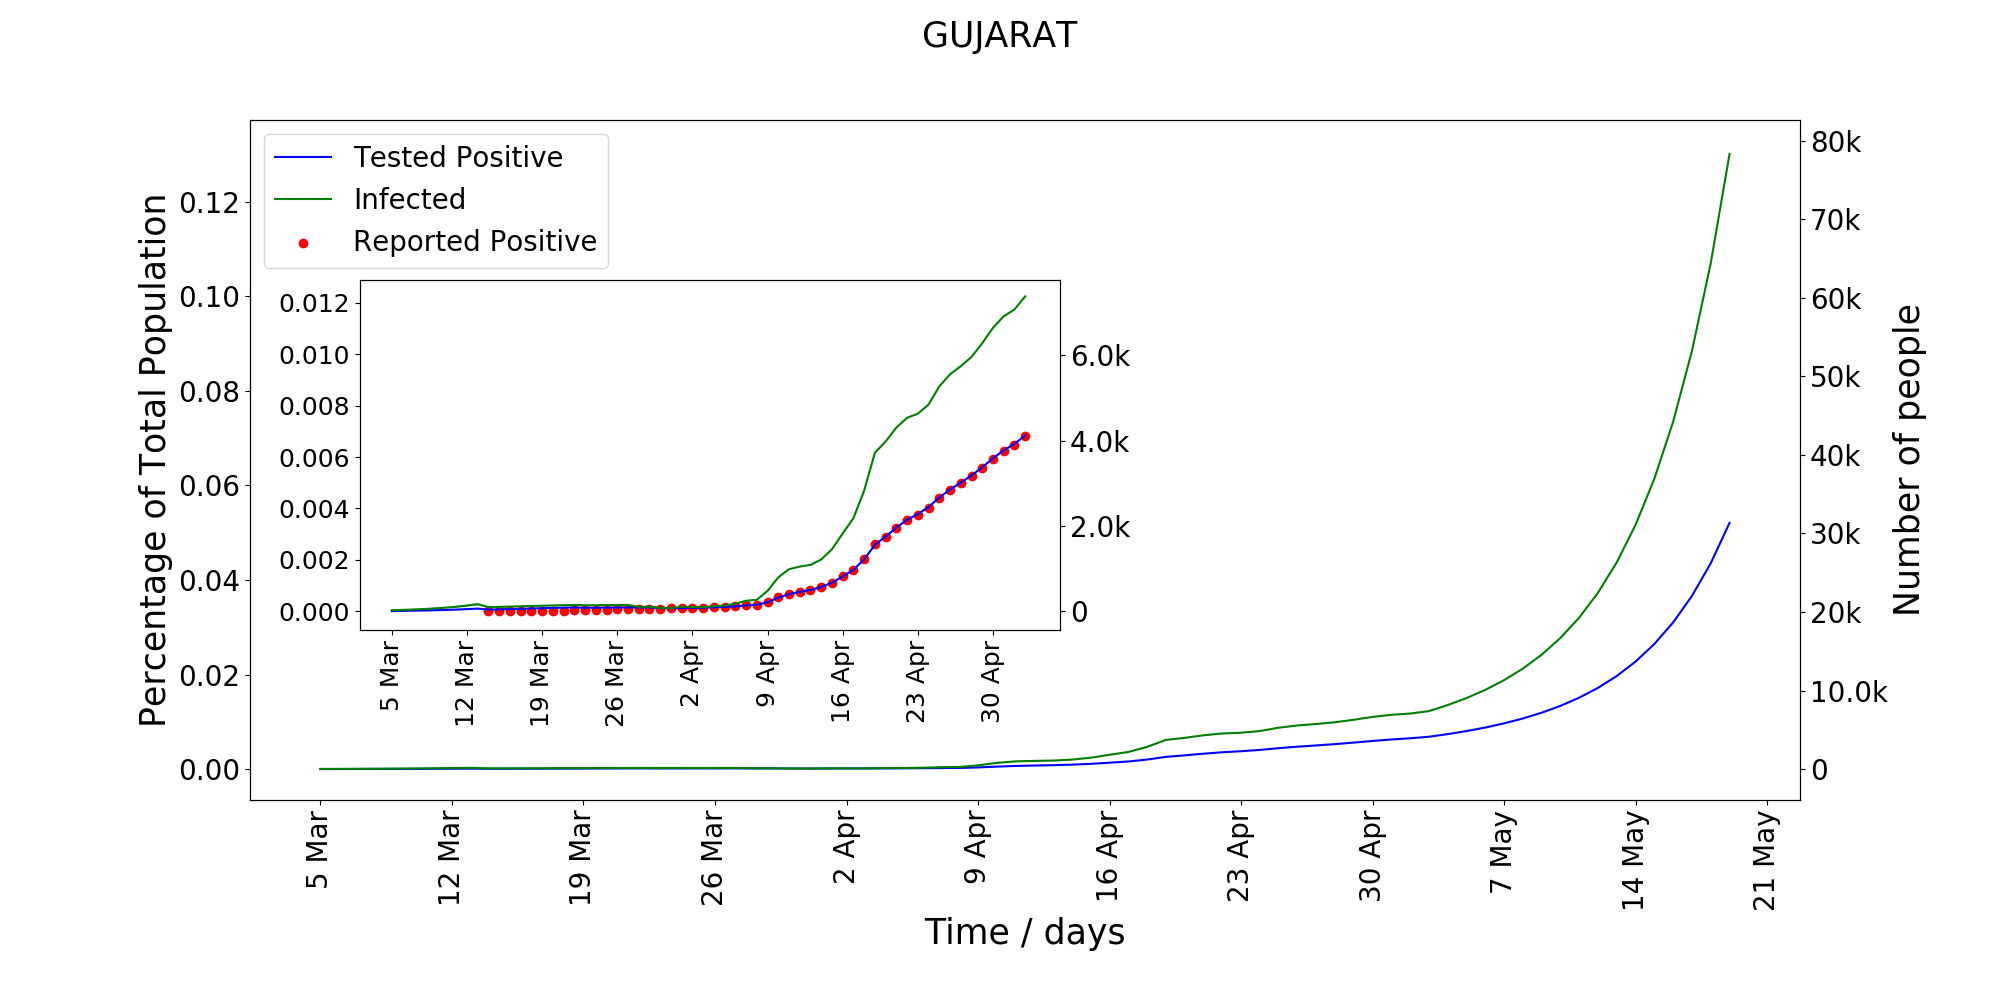 GUJARAT
Tested Positive
Infected
Reported Positive
Percentage of Total Population
0.12
0.10
0.08
0.06
0.04
0.02
0.00
80k
70k
60k
50k
40k
30k
20k
10.0k
0
Number of people
0.012
0.010
0.008
0.006
0.004
0.002
0.000
6.0k
4.0k
2.0k
0
5 Mar
12 Mar
19 Mar
26 Mar
2 Apr
9 Apr
16 Apr
23 Apr
30 Apr
5 Mar
12 Mar
19 Mar
26 Mar
2 Apr
9 Apr
16 Apr
23 Apr
30 Apr
7 May
14 May
21 May
Time / days